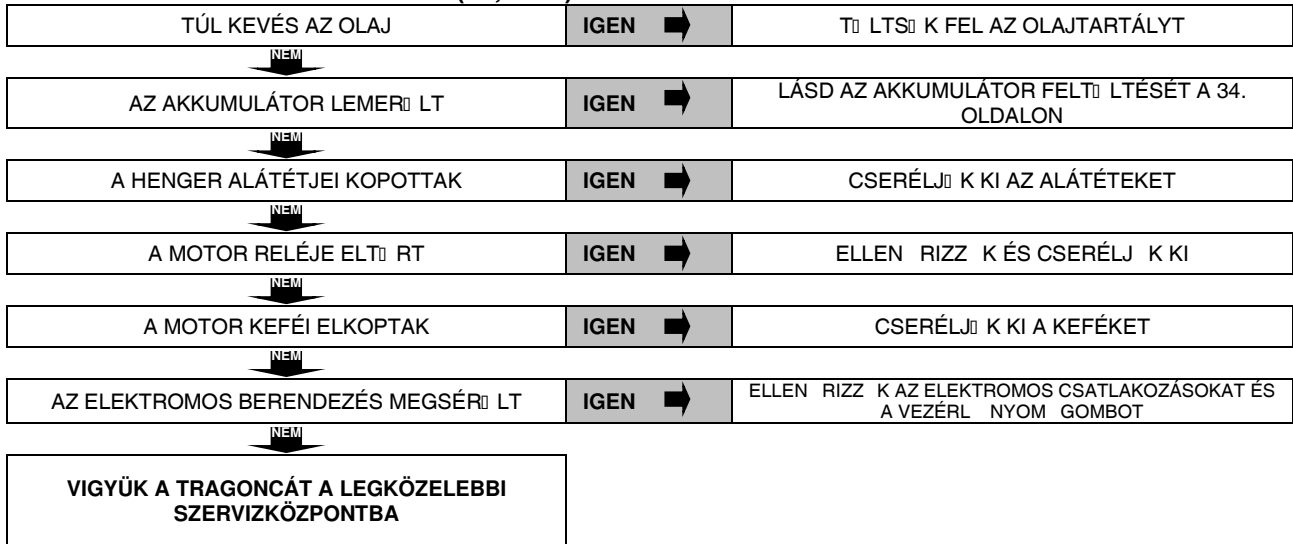 TÚL KEVÉS AZ OLAJ IGEN T▯ LTS▯ K FEL AZ OLAJTARTÁLYT
NEM
AZ AKKUMULÁTOR LEMER▯ LT IGEN LÁSD AZ AKKUMULÁTOR FELT▯ LTÉSÉT A 34.
OLDALON
NEM
A HENGER ALÁTÉTJEI KOPOTTAK IGEN CSERÉLJ▯ K KI AZ ALÁTÉTEKET
NEM
A MOTOR RELÉJE ELT▯ RT IGEN ELLEN RIZZ K ÉS CSERÉLJ K KI
NEM
A MOTOR KEFÉI ELKOPTAK IGEN CSERÉLJ▯ K KI A KEFÉKET
NEM
AZ ELEKTROMOS BERENDEZÉS MEGSÉR▯ LT IGEN ELLEN RIZZ K AZ ELEKTROMOS CSATLAKOZÁSOKAT ÉS
A VEZÉRL NYOM GOMBOT
NEM
VIGYÜK A TRAGONCÁT A LEGKÖZELEBBI
SZERVIZKÖZPONTBA